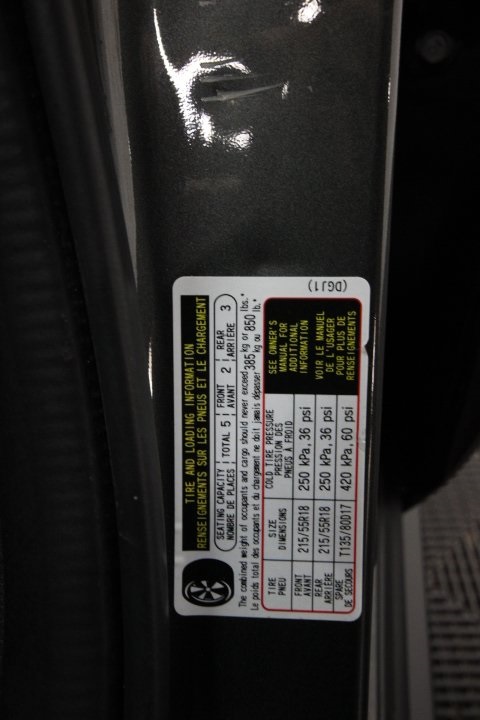 TIRE AND LOADING INFORMATION
RENSEIGNEMENTS SUR LES PNEUS ET LE CHARGEMENT
SEATING CAPACITY TOTAL 5 FRONT 2 REAR 3
NOMBRE DE PLACES AVANT ARRIÈRE
The combined weight of occupants and cargo should never exceed 385 kg or 850 lbs.*
Le poids total des occupants et du chargement ne doit jamais dépasser kg ou lb.*
TIRE SIZE COLD TIRE PRESSURE
PNEU DIMENSIONS PRESSION DES
PNEUS À FROID
FRONT 215/55R18 250 kPa, 36 psi
AVANT
REAR 215/55R18 250 kPa, 36 psi
ARRIÈRE
SPARE T135/80D17 420 kPa, 60 psi
DE SECOURS
SEE OWNER'S
MANUAL FOR
ADDITIONAL
INFORMATION
VOIR LE MANUEL
DE L'USAGER
POUR PLUS DE
RENSEIGNEMENTS
(DGJ1)